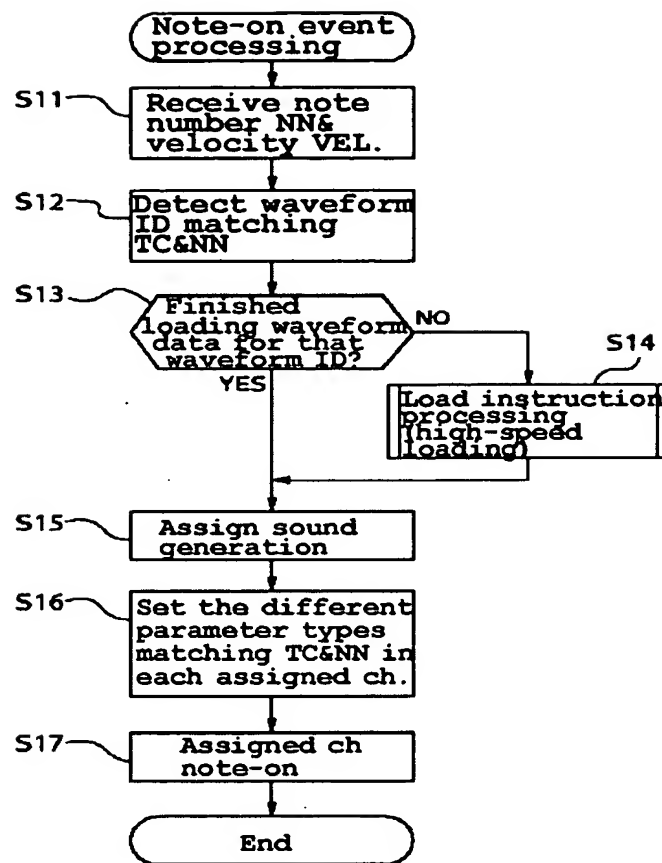 Note-on event
processing
S11
Receive note
number NN&
velocity VEL.
S12
Detect waveform
ID matching
TC&NN
S13
Finished
loading waveform
data for that
waveform ID?
NO
YES
S14
Load instruction
processing
(high-speed
loading)
S15
Assign sound
generation
S16
Set the different
parameter types
matching TC&NN in
each assigned ch.
S17
Assigned ch
note-on
End